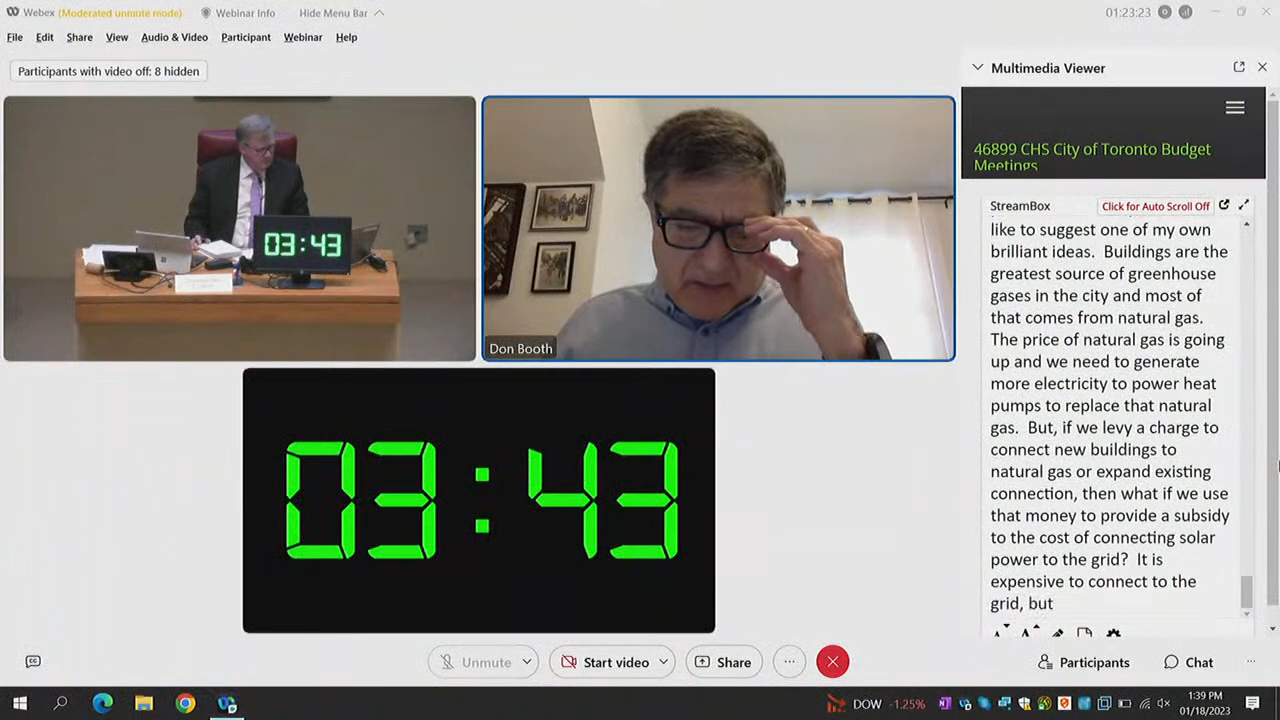 Webex (Moderated unmute mode) Webinar Info Hide Menu Bar 01:23:23
File Edit Share View Audio & Video Participant Webinar Help
Participants with video off: 8 hidden
Multimedia Viewer
46899 CHS City of Toronto Budget
Meetings
StreamBox Click for Auto Scroll Off
like to suggest one of my own
brilliant ideas. Buildings are the
greatest source of greenhouse
gases in the city and most of
that comes from natural gas.
The price of natural gas is going
up and we need to generate
more electricity to power heat
pumps to replace that natural
gas. But, if we levy a charge to
connect new buildings to
natural gas or expand existing
connection, then what if we use
that money to provide a subsidy
to the cost of connecting solar
power to the grid? It is
expensive to connect to the
grid, but
03:43
Don Booth
03:43
Unmute Start video Share
Participants Chat
DOW -1.25%
1:39 PM
01/18/2023